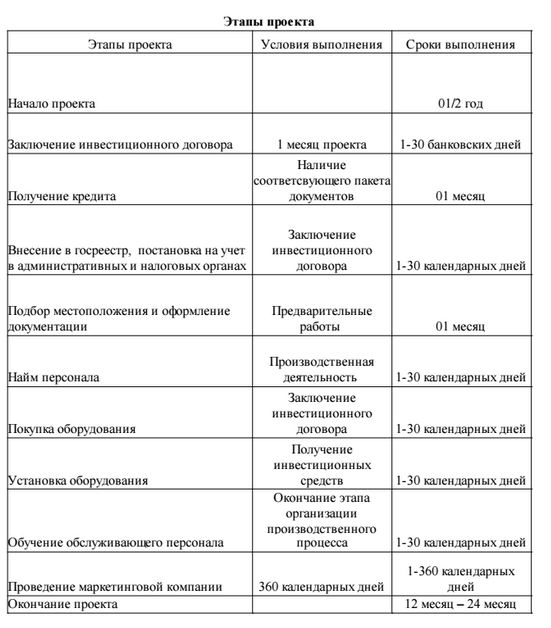 Этапы проекта
Этапы проекта Условия выполнения Сроки выполнения
Начало проекта 01/2 год
Заключение инвестиционного договора 1 месяц проекта 1-30 банковских дней
Наличие
соответсвующего пакета
Получение кредита документов 01 месяц
Заключение
Внесение в госреестр, постановка на учет инвестиционного
в административных и налоговых органах договора 1-30 календарных дней
Подбор местоположения и оформление Предварительные
документации работы 01 месяц
Производственная
Найм персонала деятельность 1-30 календарных дней
Заключение
инвестиционного
Покупка оборудования договора 1-30 календарных дней
Получение
инвестиционных
Установка оборудования средств 1-30 календарных дней
Окончание этапа
организации
производственного
Обучение обслуживающего персонала процесса 1-30 календарных дней
1-360 календарных
Проведение маркетинговой компании 360 календарных дней дней
Окончание проекта 12 месяц – 24 месяц